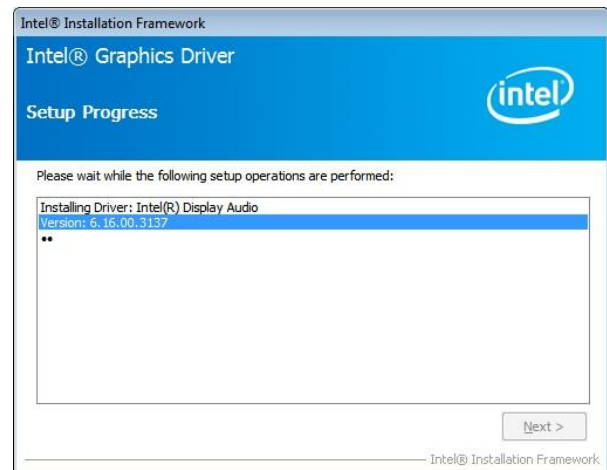 Intel® Installation Framework
Intel® Graphics Driver
(intel)
Setup Progress
Please wait while the following setup operations are performed:
Installing Driver: Intel(R) Display Audio
Version: 6.16.00.3137
••
Next >
Intel® Installation Framework